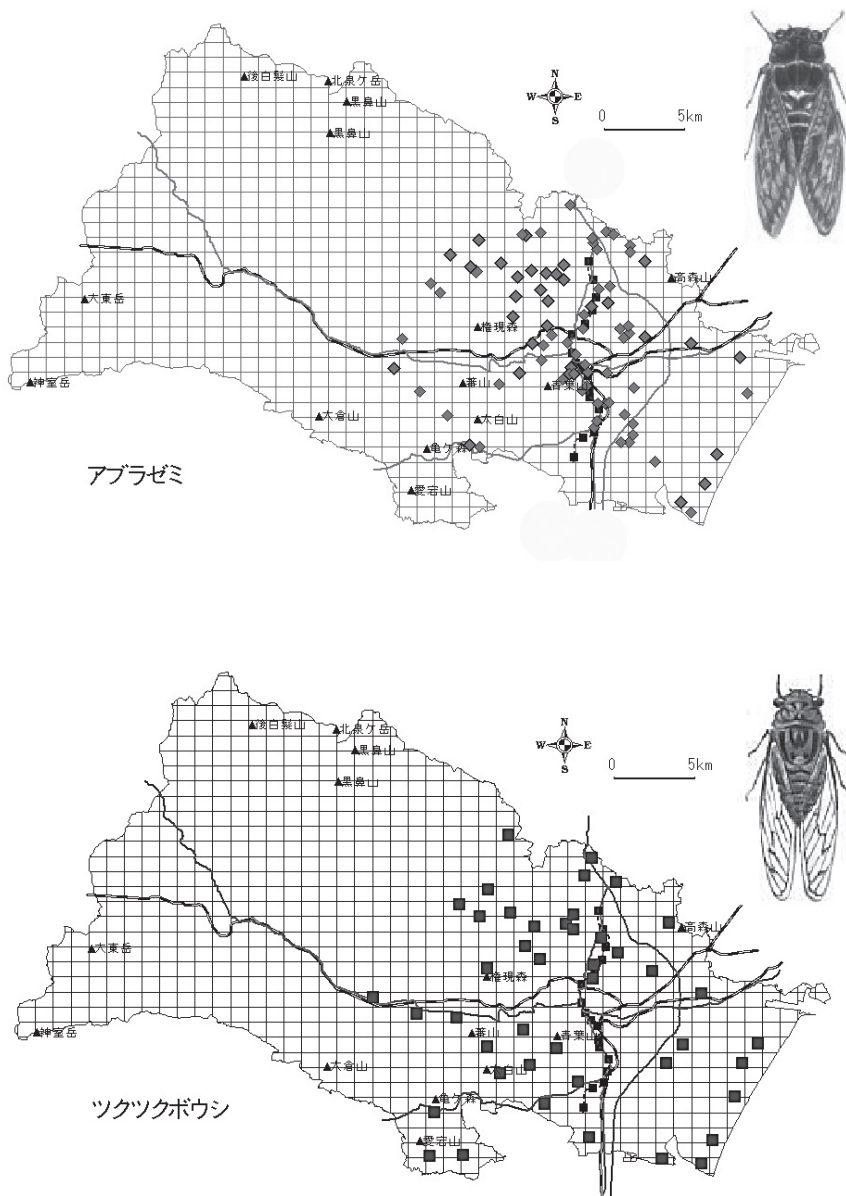 後白髪山
北泉ケ岳
黒鼻山
黒鼻山
N
W E
S
0 5km
大東岳
高森山
権現森
神室岳
蕃山
青葉山
大倉山
太白山
亀ケ森
愛宕山
アブラゼミ
後白髪山
北泉ケ岳
黒鼻山
黒鼻山
N
W E
S
0 5km
大東岳
高森山
権現森
神室岳
蕃山
青葉山
大倉山
太白山
亀ケ森
愛宕山
ツクツクボウシ